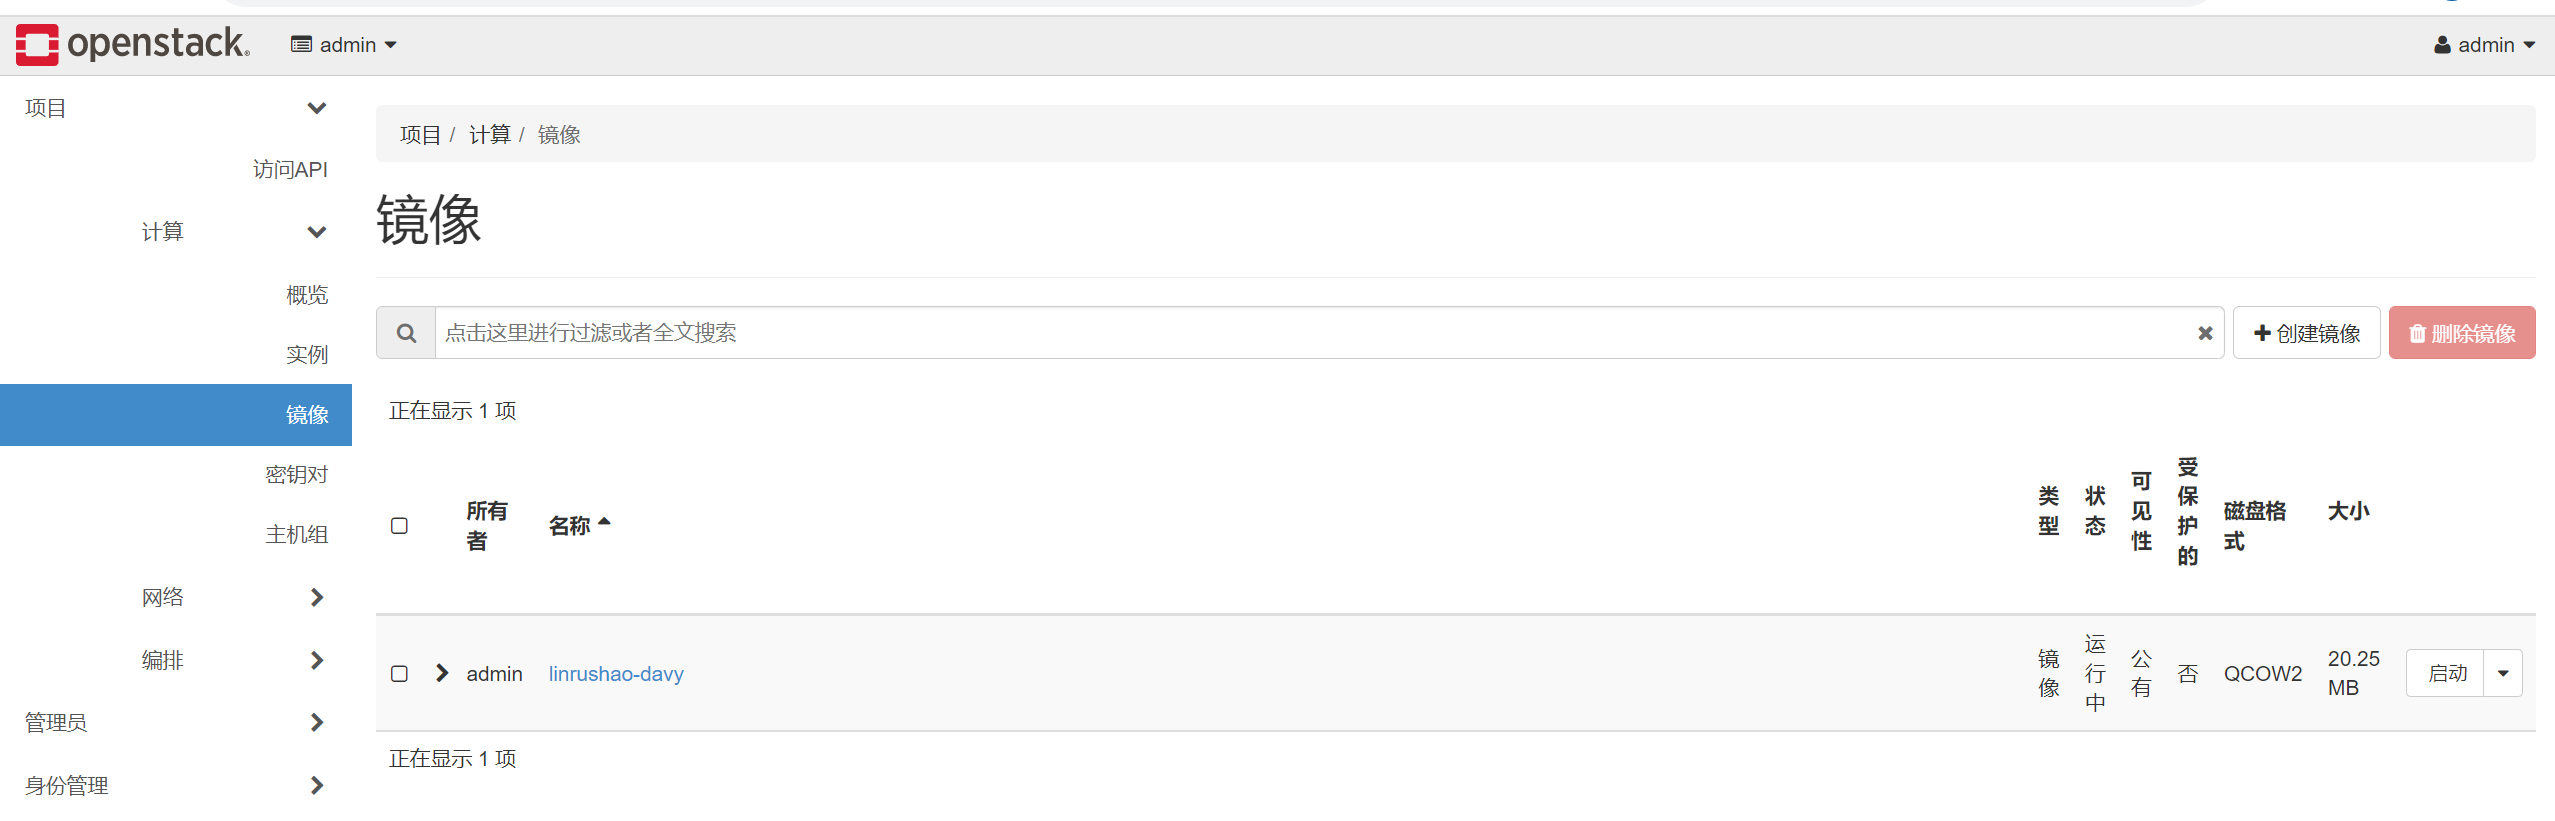 openstack.
admin
admin
项目
访问API
计算
概览
实例
镜像
密钥对
主机组
网络
编排
管理员
身份管理
项目 / 计算 / 镜像
镜像
点击这里进行过滤或者全文搜索
创建镜像
删除镜像
正在显示 1 项
所有者 名称 类型 状态 可见性 受保护的 磁盘格式 大小
admin linrushao-davy 镜像 运行中 公有 否 QCOW2 20.25 MB 启动
正在显示 1 项